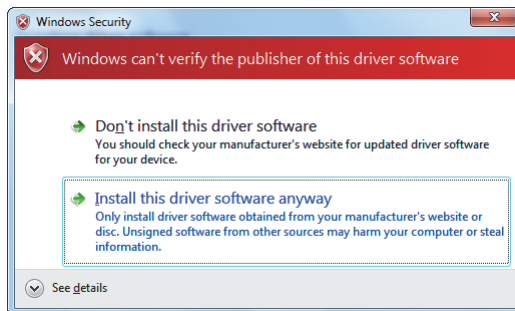 Windows Security
Windows can't verify the publisher of this driver software
Don't install this driver software
You should check your manufacturer's website for updated driver software
for your device.
Install this driver software anyway
Only install driver software obtained from your manufacturer's website or
disc. Unsigned software from other sources may harm your computer or steal
information.
See details